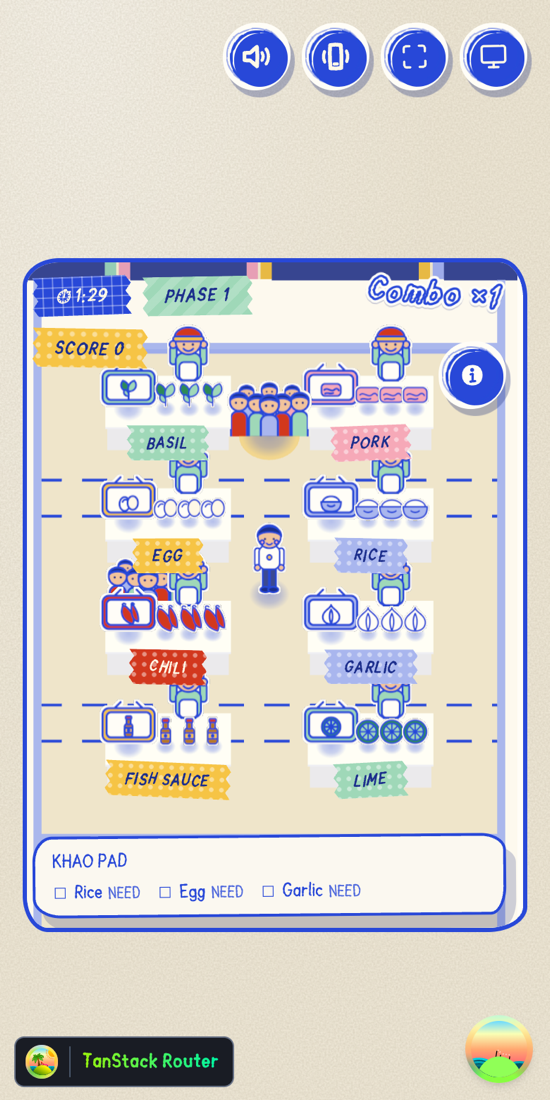 1:29
PHASE 1
Combo ×1
SCORE 0
BASIL
PORK
EGG
RICE
CHILI
GARLIC
FISH SAUCE
LIME
KHAO PAD
Rice NEED Egg NEED Garlic NEED
TanStack Router